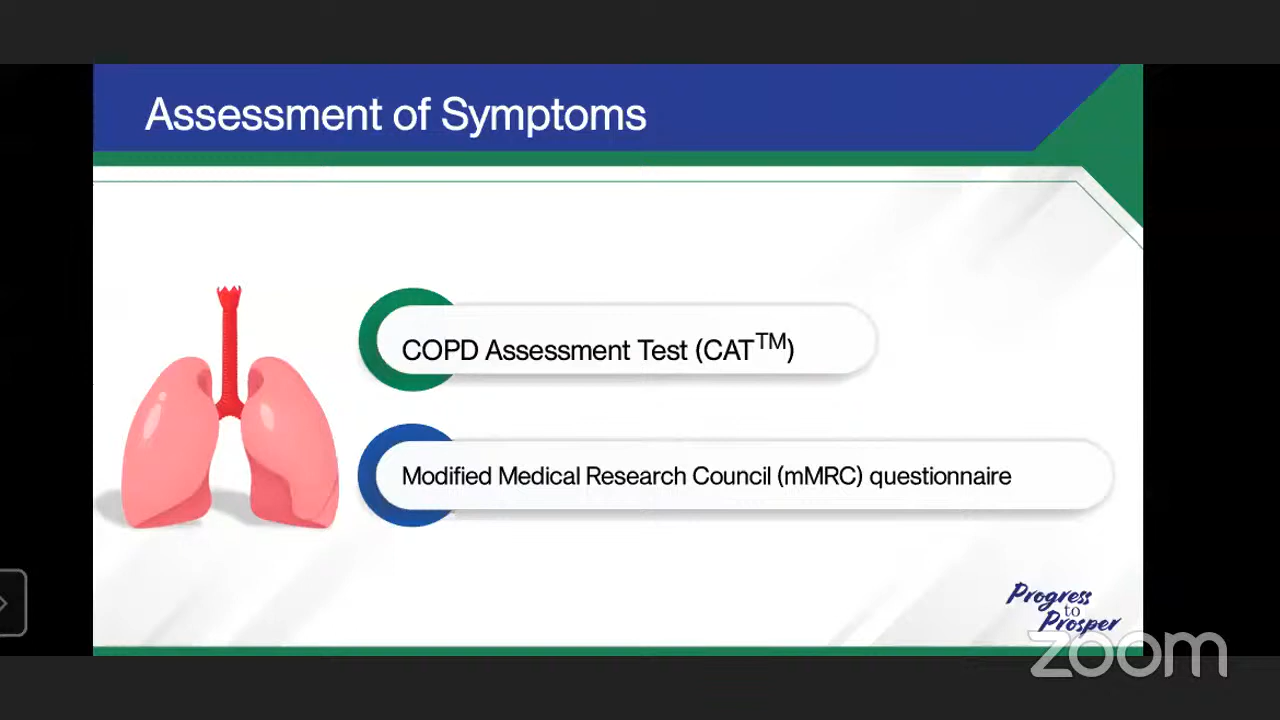 Assessment of Symptoms
COPD Assessment Test (CAT™)
Modified Medical Research Council (mMRC) questionnaire
Progress
to
Prosper
zoom